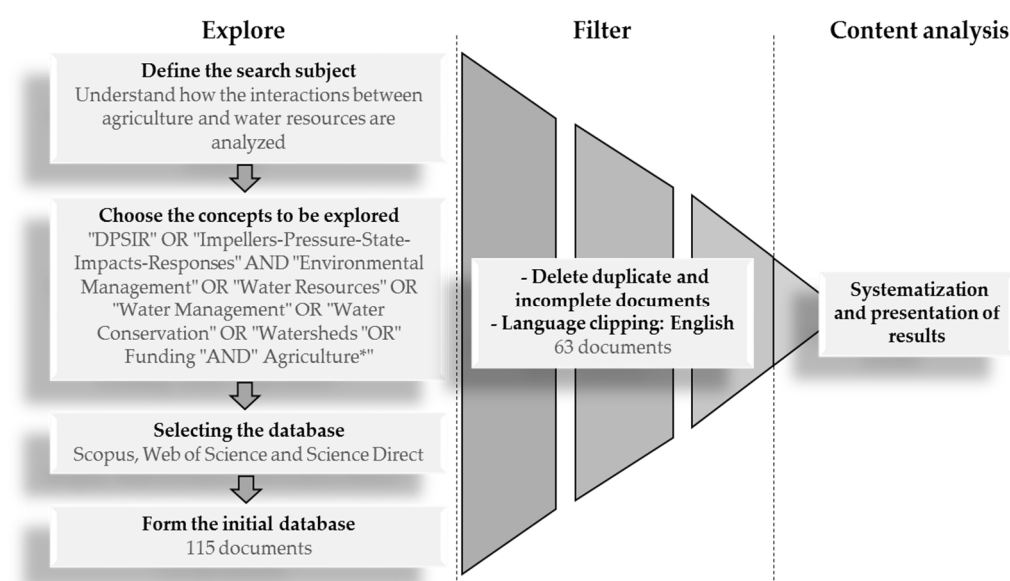 Explore
Define the search subject
Understand how the interactions between
agriculture and water resources are
analyzed
Choose the concepts to be explored
"DPSIR" OR "Impellers-Pressure-State-
Impacts-Responses" AND "Environmental
Management" OR "Water Resources" OR
"Water Management" OR "Water
Conservation" OR "Watersheds "OR"
Funding "AND" Agriculture*"
Selecting the database
Scopus, Web of Science and Science Direct
Form the initial database
115 documents
Filter
- Delete duplicate and
incomplete documents
- Language clipping: English
63 documents
Content analysis
Systematization
and presentation of
results